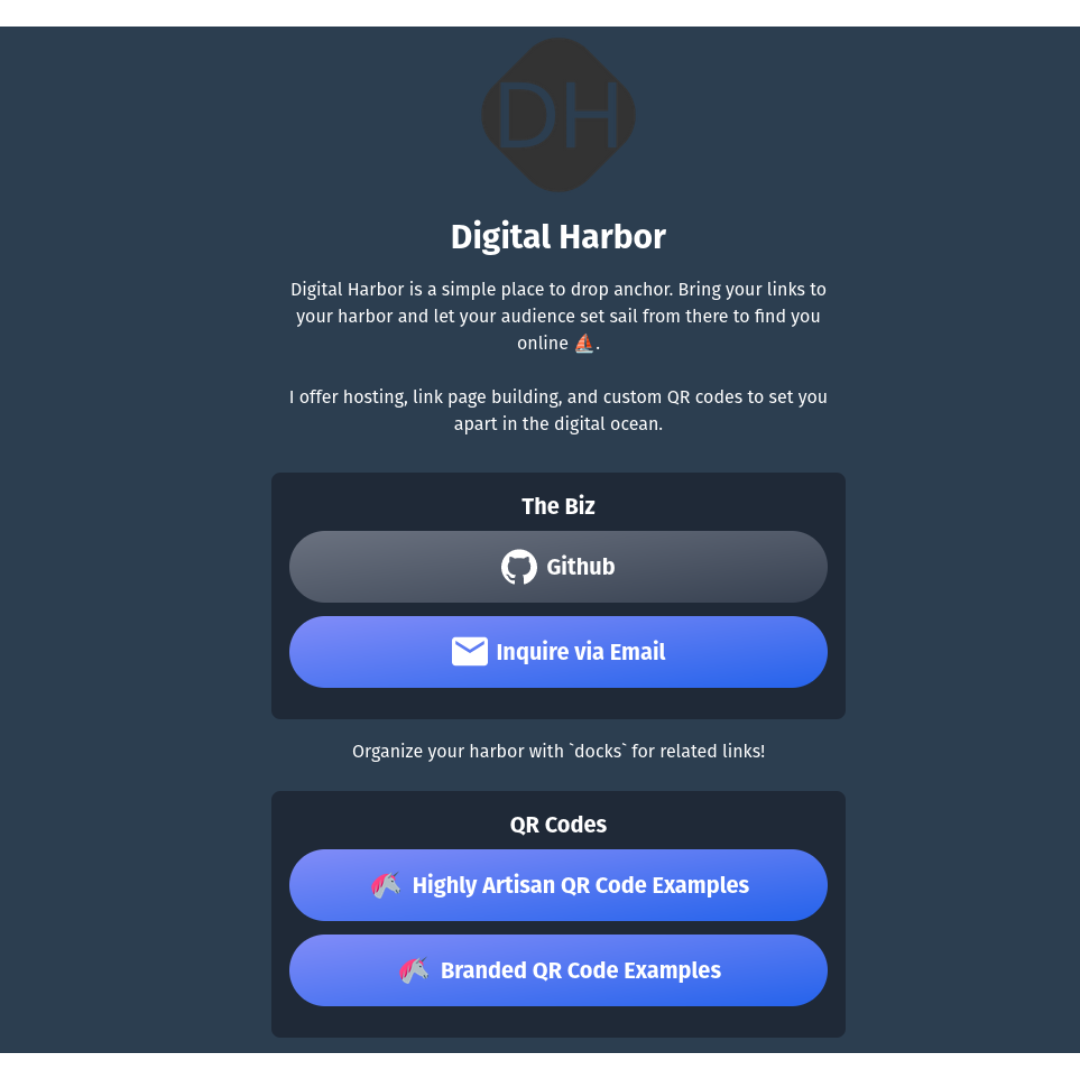 DH
Digital Harbor
Digital Harbor is a simple place to drop anchor. Bring your links to
your harbor and let your audience set sail from there to find you
online ⛵.
I offer hosting, link page building, and custom QR codes to set you
apart in the digital ocean.
The Biz
Github
Inquire via Email
Organize your harbor with `docks` for related links!
QR Codes
🦄 Highly Artisan QR Code Examples
🦄 Branded QR Code Examples